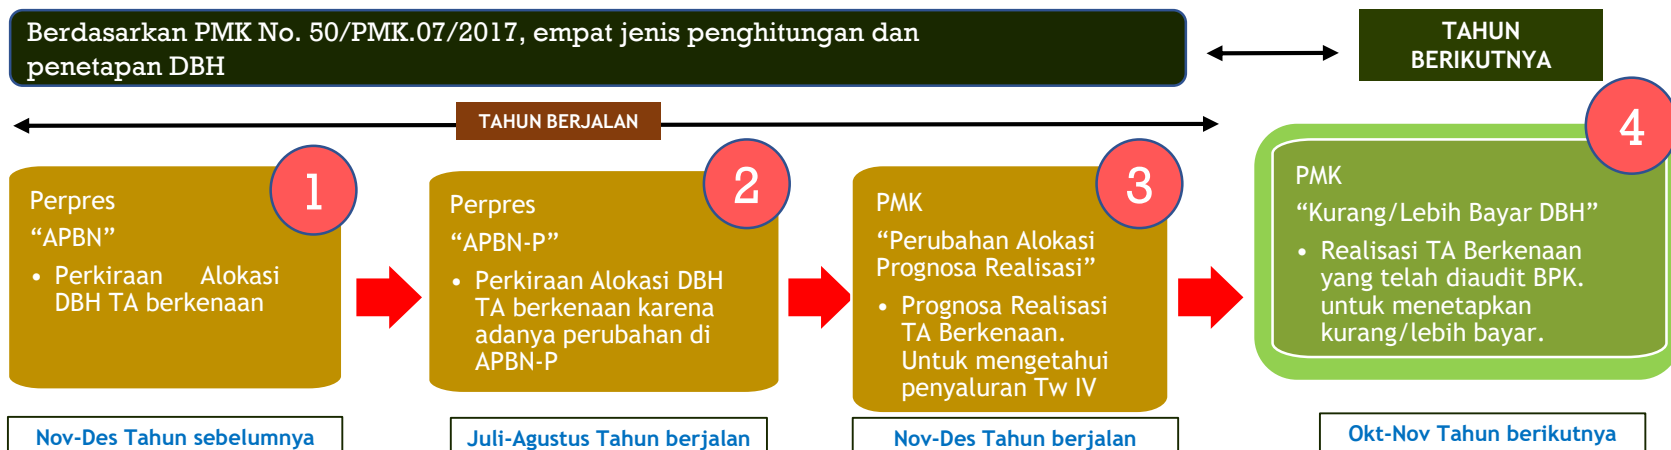 Berdasarkan PMK No. 50/PMK.07/2017, empat jenis penghitungan dan
penetapan DBH
TAHUN
BERIKUTNYA
TAHUN BERJALAN
1
Perpres
“APBN”
• Perkiraan Alokasi
DBH TA berkenaan
Nov-Des Tahun sebelumnya
2
Perpres
“APBN-P”
• Perkiraan Alokasi DBH
TA berkenaan karena
adanya perubahan di
APBN-P
Juli-Agustus Tahun berjalan
3
PMK
“Perubahan Alokasi
Prognosa Realisasi”
• Prognosa Realisasi
TA Berkenaan.
Untuk mengetahui
penyaluran Tw IV
Nov-Des Tahun berjalan
4
PMK
“Kurang/Lebih Bayar DBH”
• Realisasi TA Berkenaan
yang telah diaudit BPK.
untuk menetapkan
kurang/lebih bayar.
Okt-Nov Tahun berikutnya